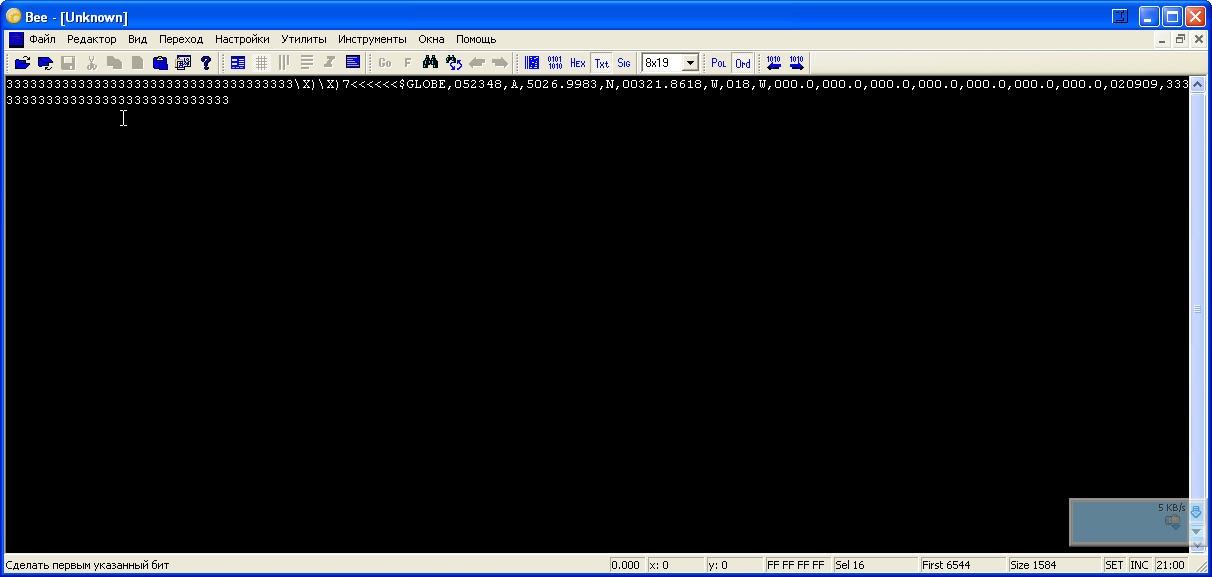 Bee - [Unknown]
Файл Редактор Вид Переход Настройки Утилиты Инструменты Окна Помощь
Go F 0101 1010 Hex Txt Sig 8x19 Pol Ord 1010 1010
333333333333333333333333333333333333\X)\X)7<<<<<<$GLOBE,052348,A,5026.9983,N,00321.8618,W,018,W,000.0,000.0,000.0,000.0,000.0,000.0,000.0,020909,333
3333333333333333333333333333
5 KB/s
Сделать первым указанный бит 0.000 x: 0 y: 0 FF FF FF FF Sel 16 First 6544 Size 1584 SET INC 21:00